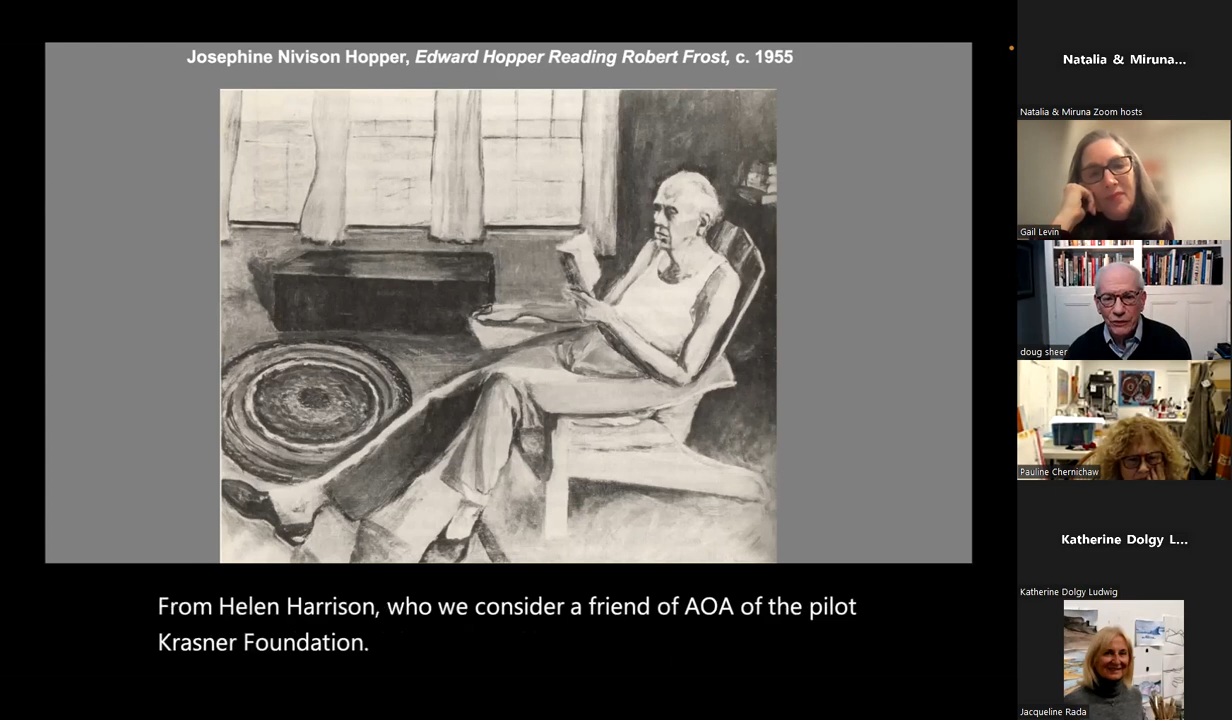 Josephine Nivison Hopper, Edward Hopper Reading Robert Frost, c. 1955
Natalia & Miruna...
Natalia & Miruna Zoom hosts
Gail Levin
doug sheer
Pauline Chernichaw
Katherine Dolgy L...
Katherine Dolgy Ludwig
Jacqueline Rada
From Helen Harrison, who we consider a friend of AOA of the pilot
Krasner Foundation.